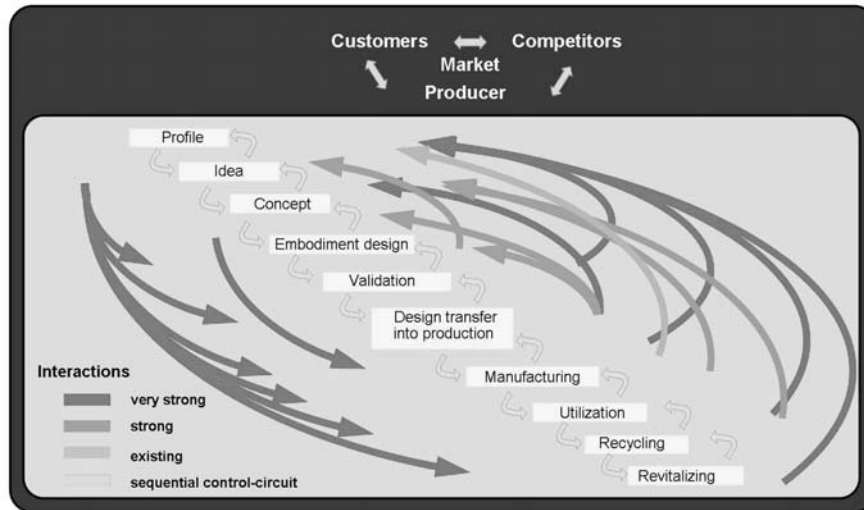 Customers Competitors
Market
Producer
Profile
Idea
Concept
Embodiment design
Validation
Design transfer
into production
Manufacturing
Utilization
Recycling
Revitalizing
Interactions
very strong
strong
existing
sequential control-circuit